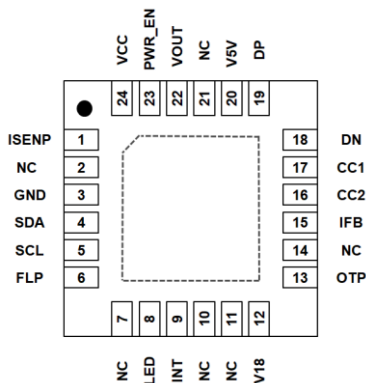 VCC PWR_EN VOUT NC V5V DP
24 23 22 21 20 19
ISENP 1 18 DN
NC 2 17 CC1
GND 3 16 CC2
SDA 4 15 IFB
SCL 5 14 NC
FLP 6 13 OTP
7 8 9 10 11 12
NC LED INT NC NC V18